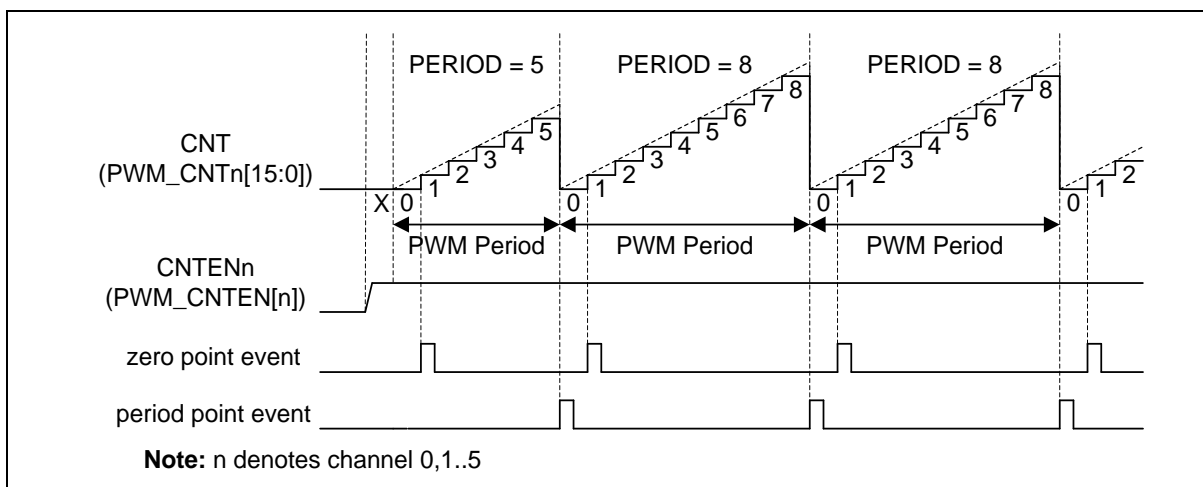 PERIOD = 5 PERIOD = 8 PERIOD = 8
CNT
(PWM_CNTn[15:0])
X 0 1 2 3 4 5 0 1 2 3 4 5 6 7 8 0 1 2 3 4 5 6 7 8 0 1 2
PWM Period PWM Period PWM Period
CNTENn
(PWM_CNTEN[n])
zero point event
period point event
Note: n denotes channel 0,1..5